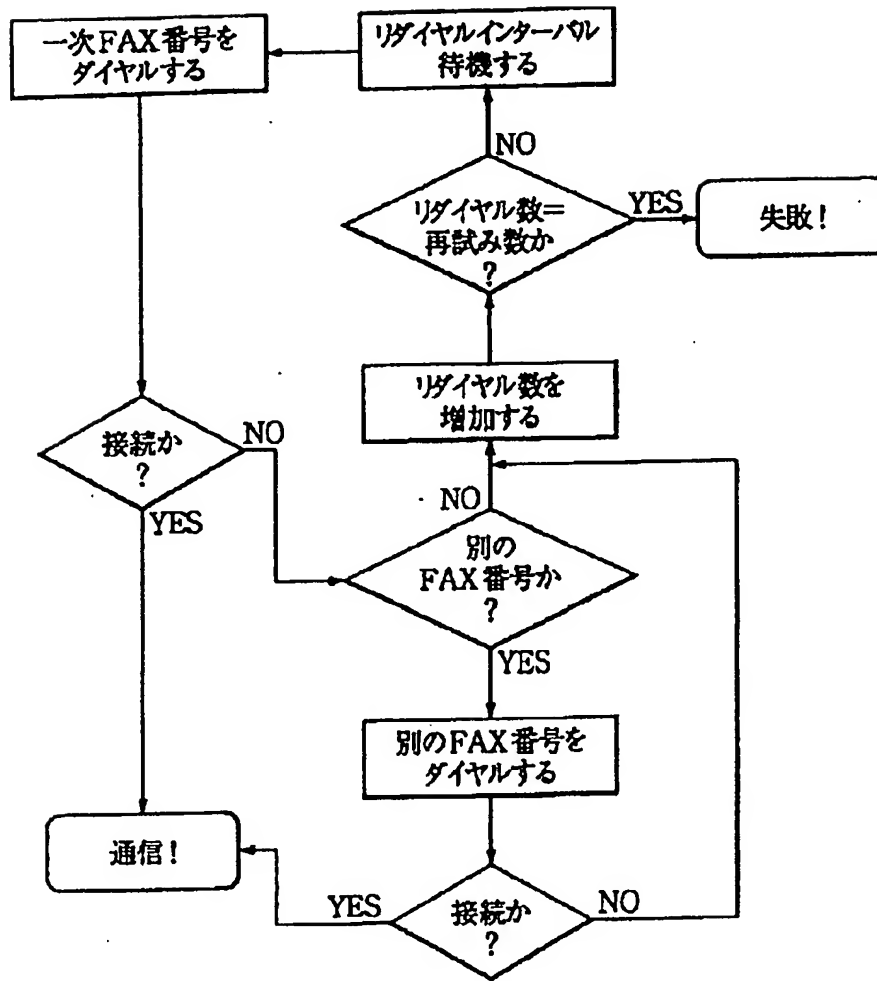 一次FAX番号を
ダイヤルする
リダイヤルインターバル
待機する
NO
リダイヤル数=
再試み数か
?
YES
失敗!
リダイヤル数を
増加する
接続か
?
NO
YES
NO
別の
FAX番号か
?
YES
別のFAX番号を
ダイヤルする
通信!
YES
接続か
?
NO